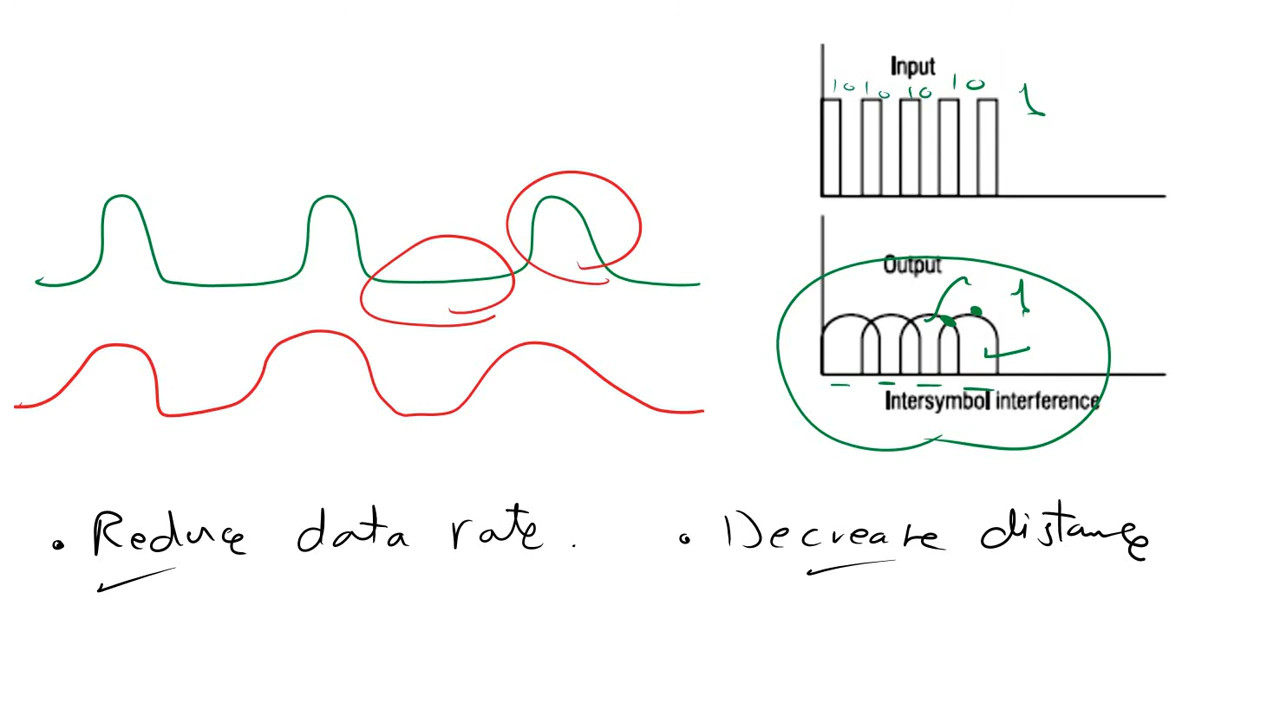 Input
1 0 1 0 1 0 1 0 1
Output
1
Intersymbol interference
• Reduce data rate.
• Decrease distance